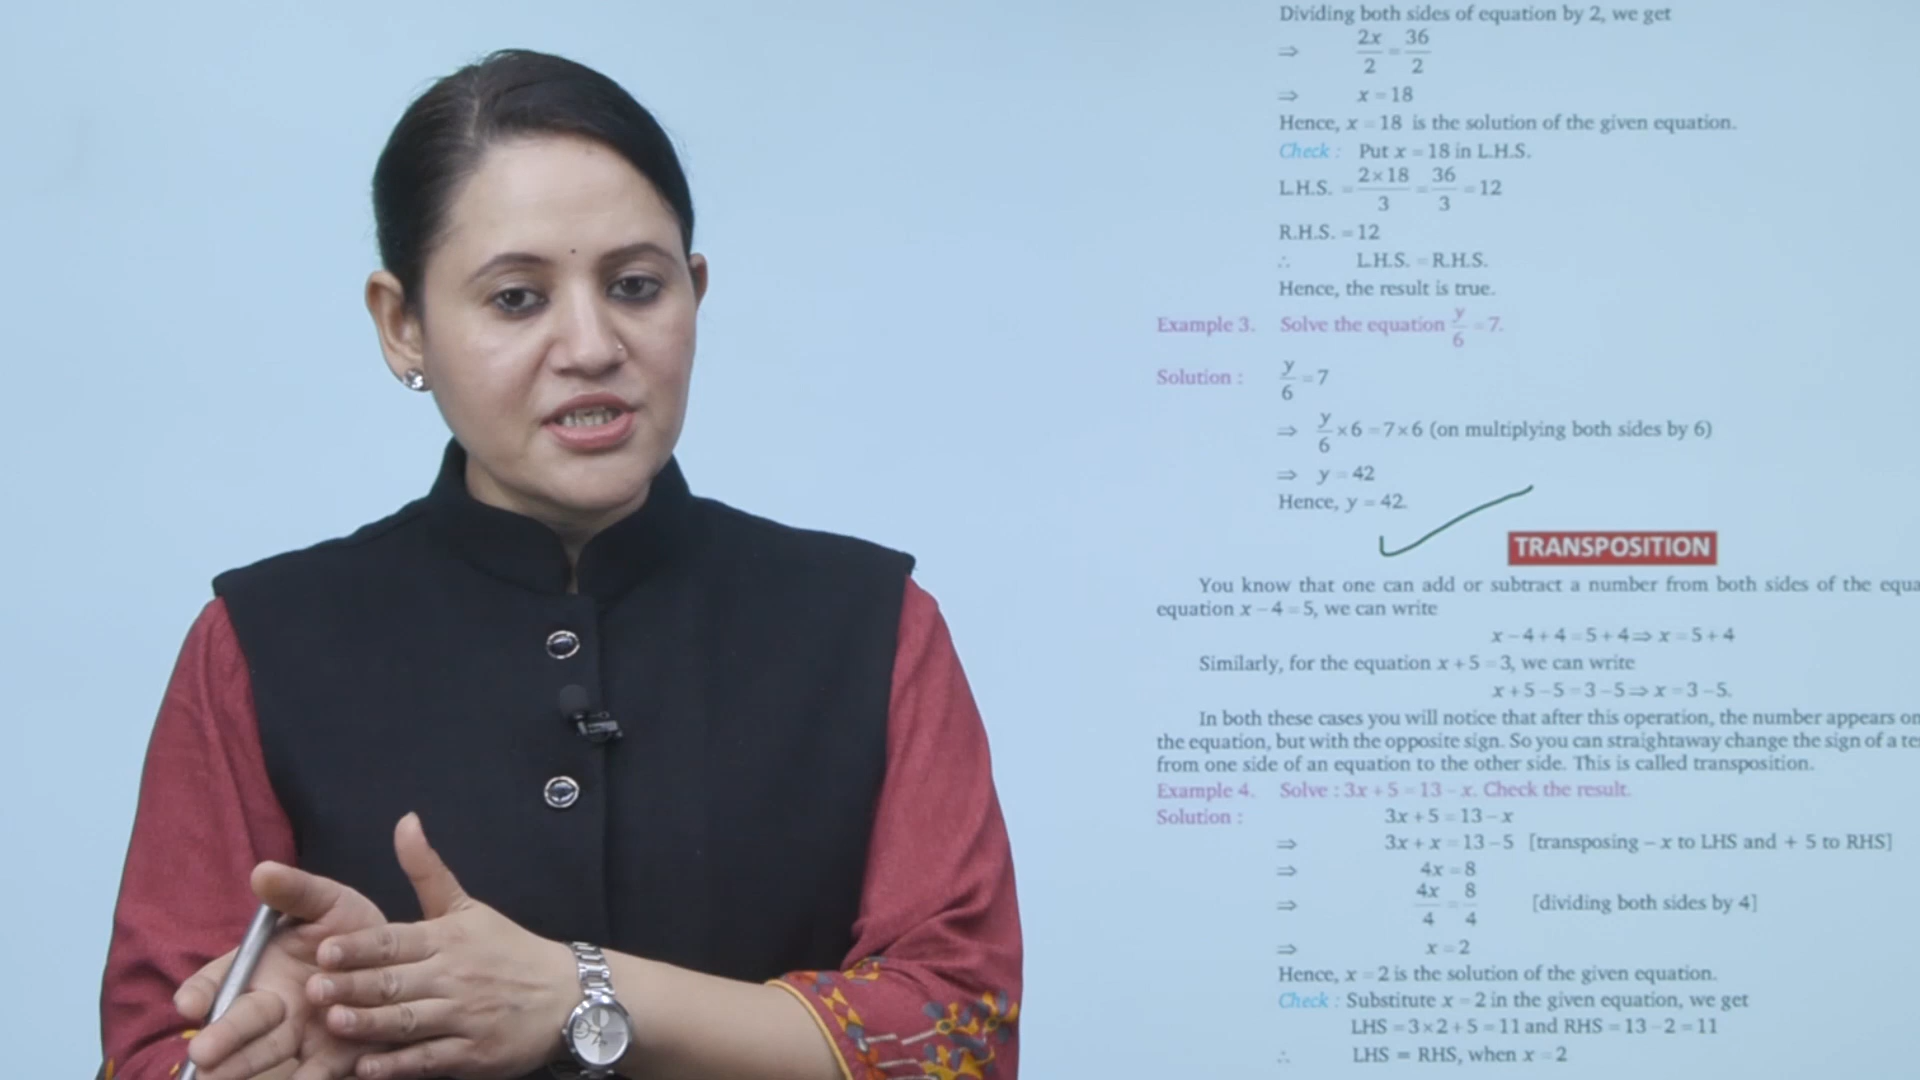 Dividing both sides of equation by 2, we get
⇒ 2x/2 = 36/2
⇒ x = 18
Hence, x = 18 is the solution of the given equation.
Check : Put x = 18 in L.H.S.
L.H.S. = 2×18/3 = 36/3 = 12
R.H.S. = 12
∴ L.H.S. = R.H.S.
Hence, the result is true.
Example 3. Solve the equation y/6 = 7.
Solution : y/6 = 7
⇒ y/6 × 6 = 7 × 6 (on multiplying both sides by 6)
⇒ y = 42
Hence, y = 42.
TRANSPOSITION
You know that one can add or subtract a number from both sides of the
equation x – 4 = 5, we can write
x – 4 + 4 = 5 + 4 ⇒ x = 5 + 4
Similarly, for the equation x + 5 = 3, we can write
x + 5 – 5 = 3 – 5 ⇒ x = 3 – 5.
In both these cases you will notice that after this operation, the number appears on
the equation, but with the opposite sign. So you can straightaway change the sign of a
from one side of an equation to the other side. This is called transposition.
Example 4. Solve : 3x + 5 = 13 – x. Check the result.
Solution : 3x + 5 = 13 – x
⇒ 3x + x = 13 – 5 [transposing – x to LHS and + 5 to RHS]
⇒ 4x = 8
⇒ 4x/4 = 8/4 [dividing both sides by 4]
⇒ x = 2
Hence, x = 2 is the solution of the given equation.
Check : Substitute x = 2 in the given equation, we get
LHS = 3 × 2 + 5 = 11 and RHS = 13 – 2 = 11
∴ LHS = RHS, when x = 2